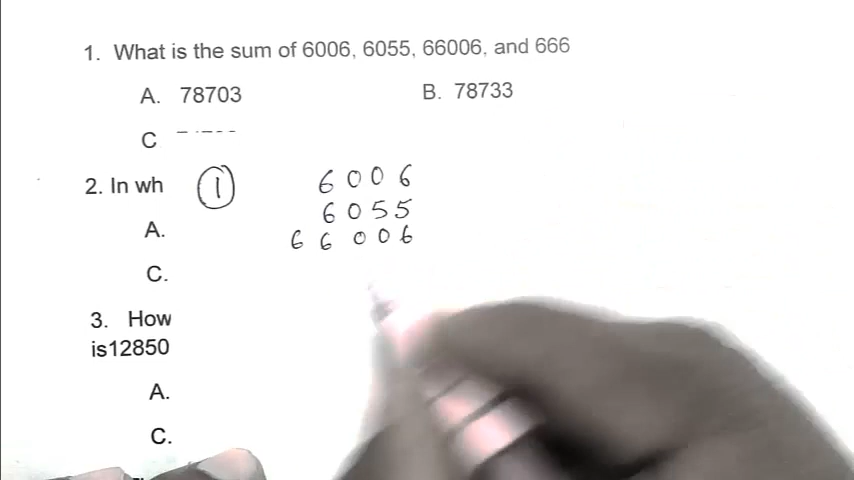 1. What is the sum of 6006, 6055, 66006, and 666
A. 78703 B. 78733
C
2. In wh
1
6006
6055
66006
A.
C.
3. How
is12850
A.
C.